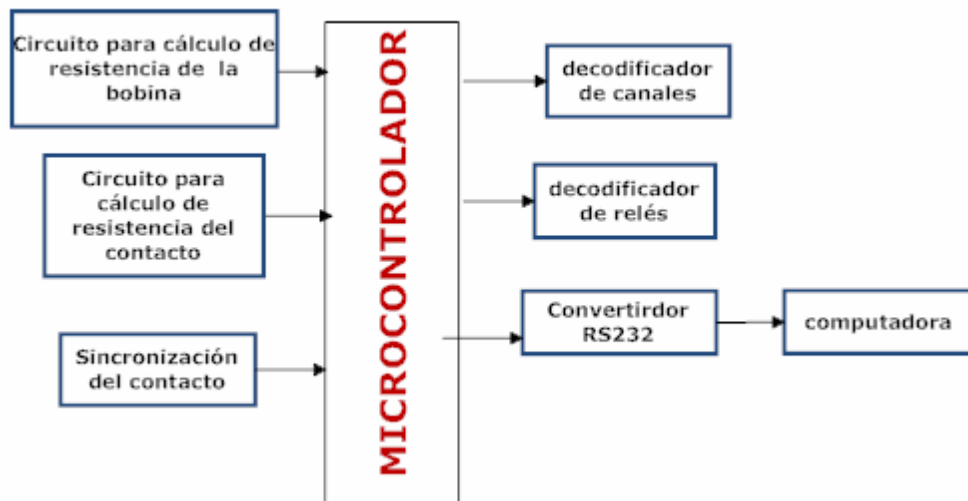 Circuito para cálculo de
resistencia de la
bobina
Circuito para
cálculo de
resistencia del
contacto
Sincronización
del contacto
MICROCONTROLADOR
decodificador
de canales
decodificador
de relés
Convertirdor
RS232
computadora